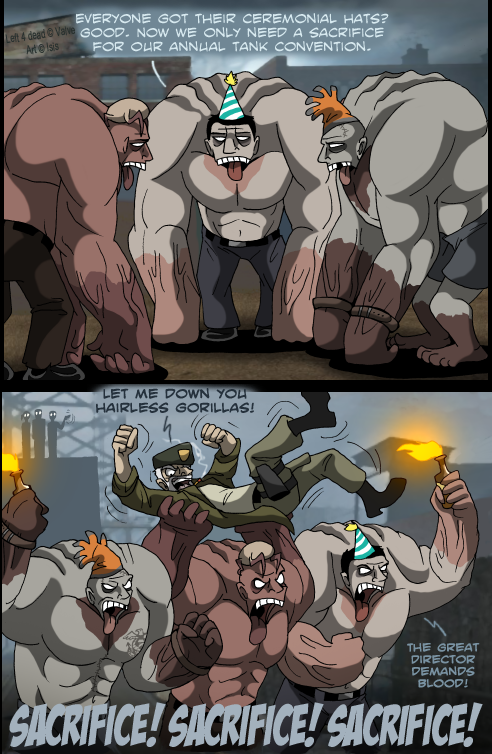 EVERYONE GOT THEIR CEREMONIAL HATS?
GOOD. NOW WE ONLY NEED A SACRIFICE
FOR OUR ANNUAL TANK CONVENTION.
Left 4 dead © Valve
Art © Isis
LET ME DOWN YOU
HAIRLESS GORILLAS!
THE GREAT
DIRECTOR
DEMANDS
BLOOD!
SACRIFICE! SACRIFICE! SACRIFICE!